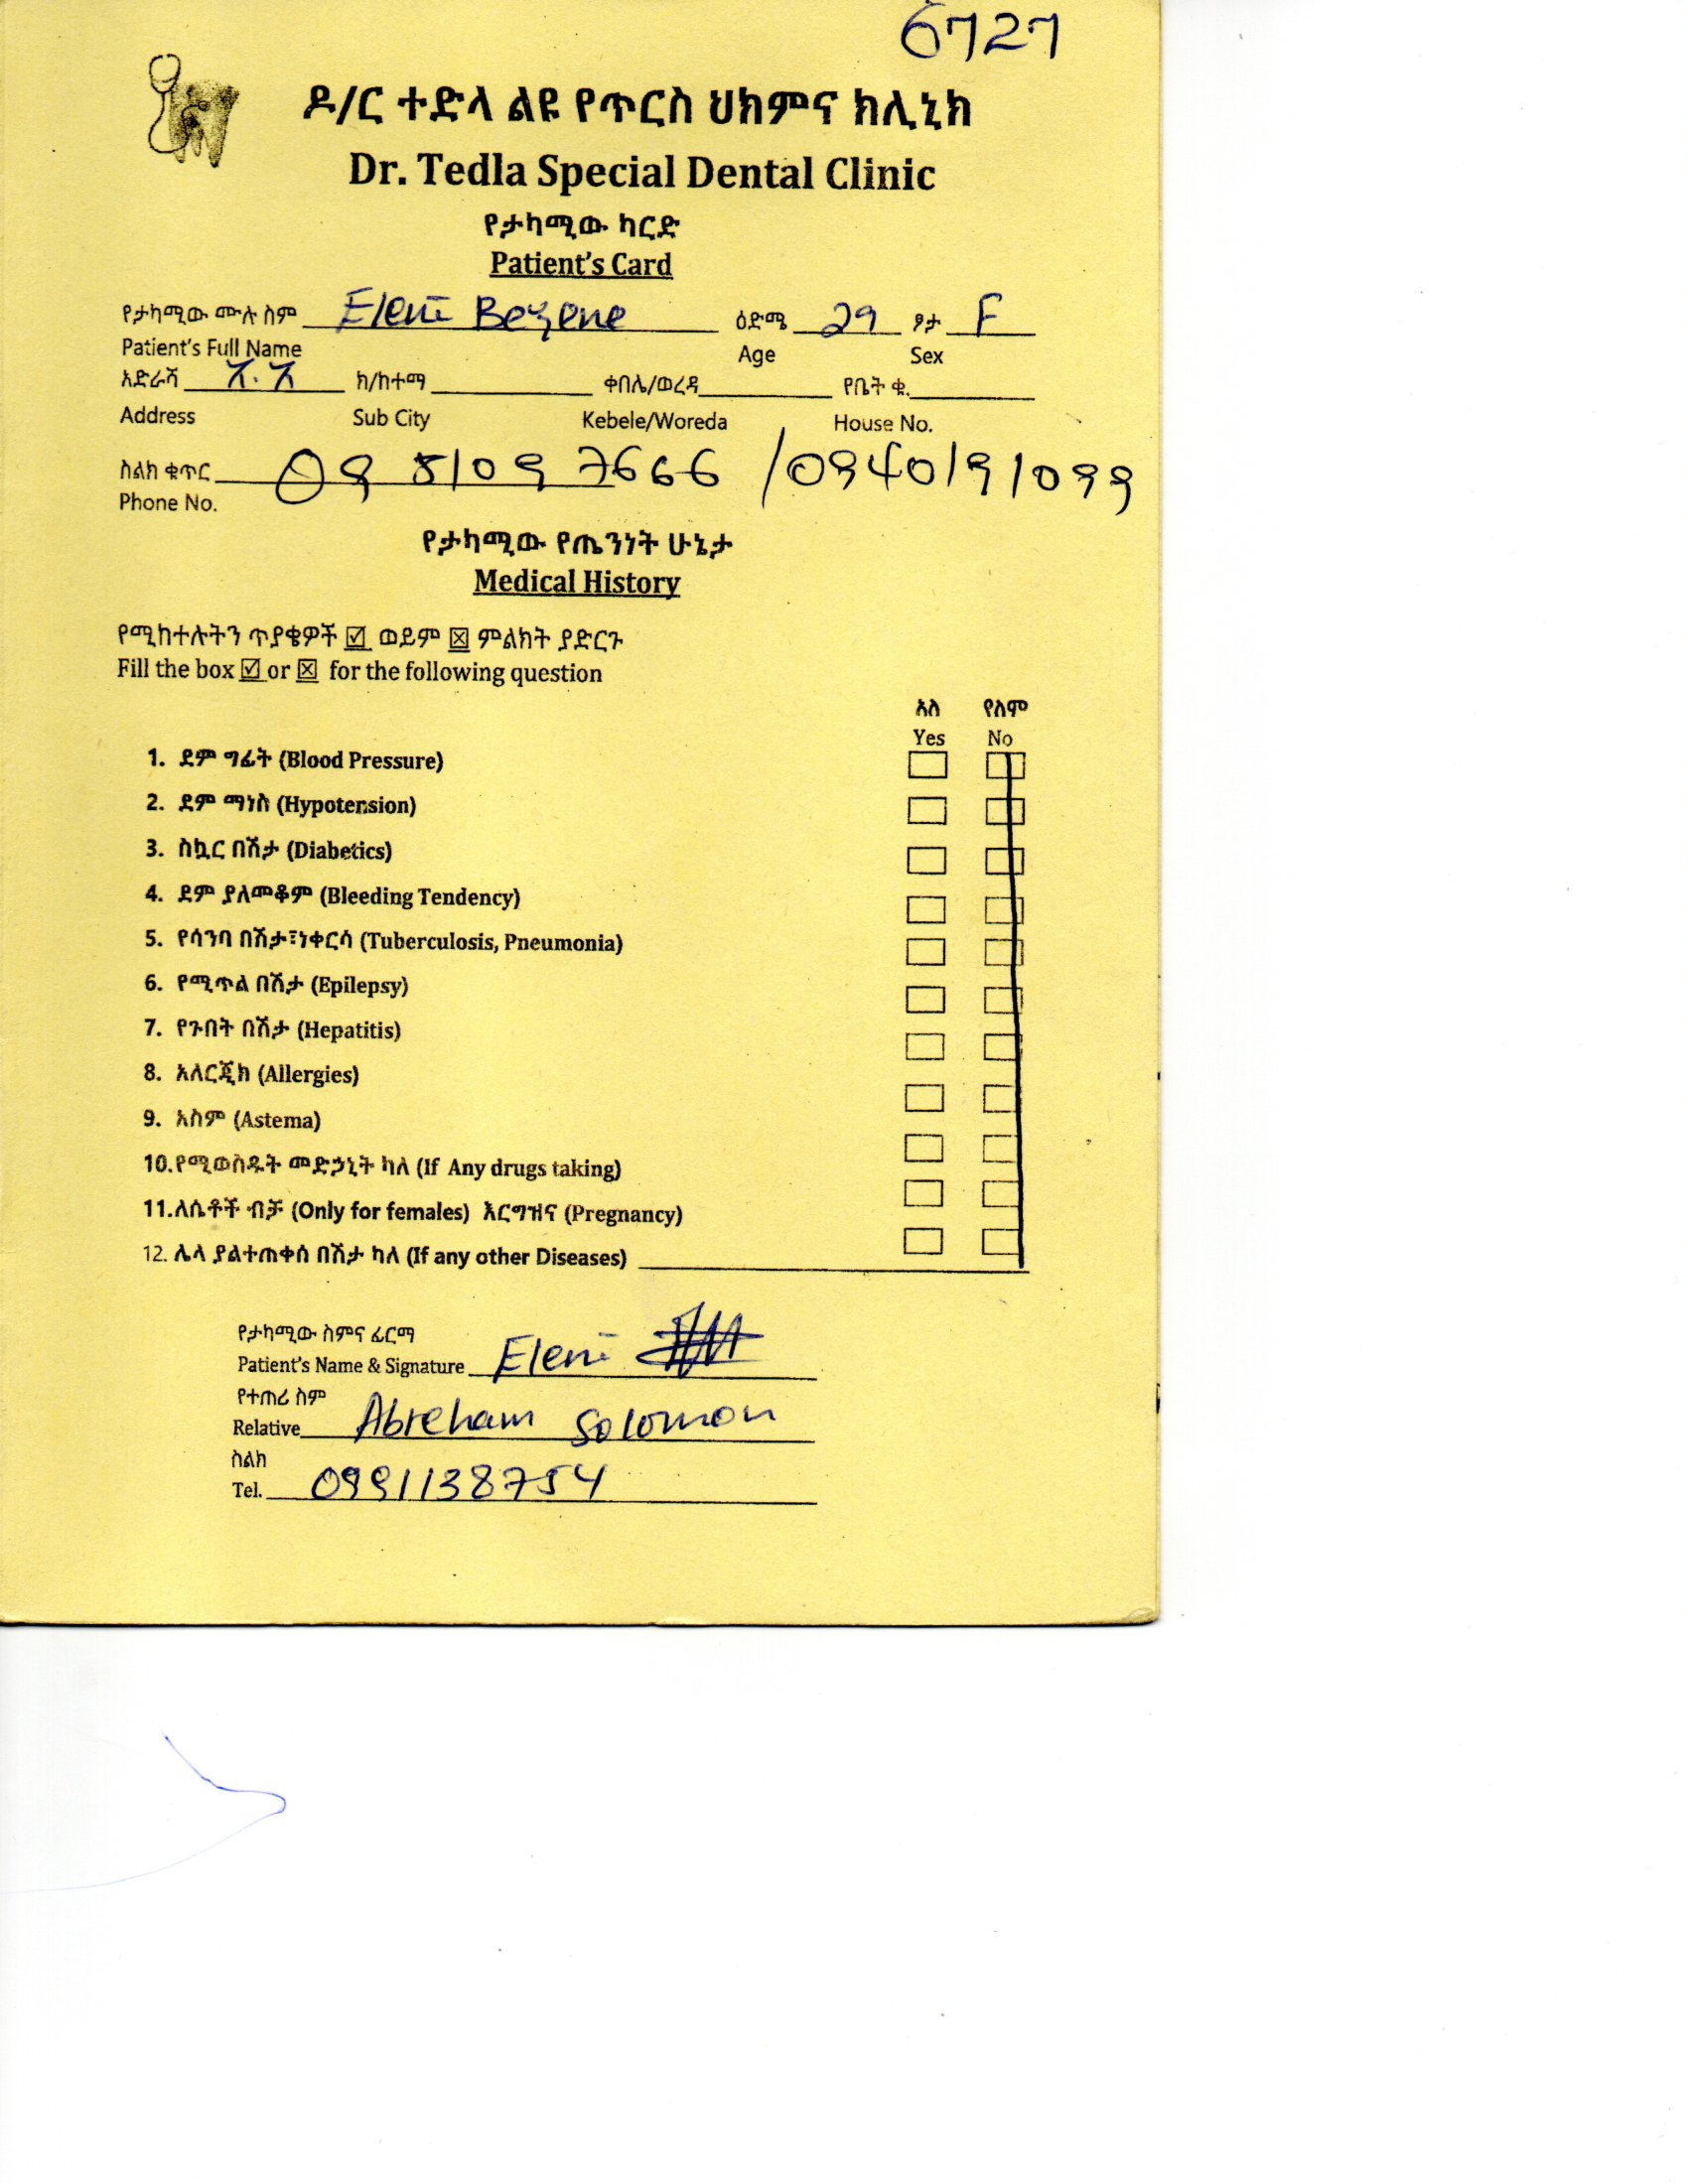 6727
ዶ/ር ተድላ ልዩ የጥርስ ህክምና ክሊኒክ
Dr. Tedla Special Dental Clinic
የታካሚው ካርድ
Patient's Card
የታካሚው ሙሉ ስም Eleni Beyene ዕድሜ 29 ፆታ F
Patient's Full Name Age Sex
አድራሻ አ.አ ክ/ከተማ ቀበሌ/ወረዳ የቤት ቁ.
Address Sub City Kebele/Woreda House No.
ስልክ ቁጥር 09 81 09 7666 /0940191099
Phone No.
የታካሚው የጤንነት ሁኔታ
Medical History
የሚከተሉትን ጥያቄዎች ☑ ወይም ☒ ምልክት ያድርጉ
Fill the box ☑ or ☒ for the following question
አለ የለም
Yes No
1. ደም ግፊት (Blood Pressure)
2. ደም ማነስ (Hypotension)
3. ስኳር በሽታ (Diabetics)
4. ደም ያለመቆም (Bleeding Tendency)
5. የሳንባ በሽታ፣ነቀርሳ (Tuberculosis, Pneumonia)
6. የሚጥል በሽታ (Epilepsy)
7. የጉበት በሽታ (Hepatitis)
8. አለርጂክ (Allergies)
9. አስም (Astema)
10.የሚወስዱት መድኃኒት ካለ (If Any drugs taking)
11.ለሴቶች ብቻ (Only for females) እርግዝና (Pregnancy)
12. ሌላ ያልተጠቀሰ በሽታ ካለ (If any other Diseases)
የታካሚው ስምና ፊርማ
Patient's Name & Signature Eleni
የተጠሪ ስም
Relative Abreham Solomon
ስልክ
Tel. 0991138754